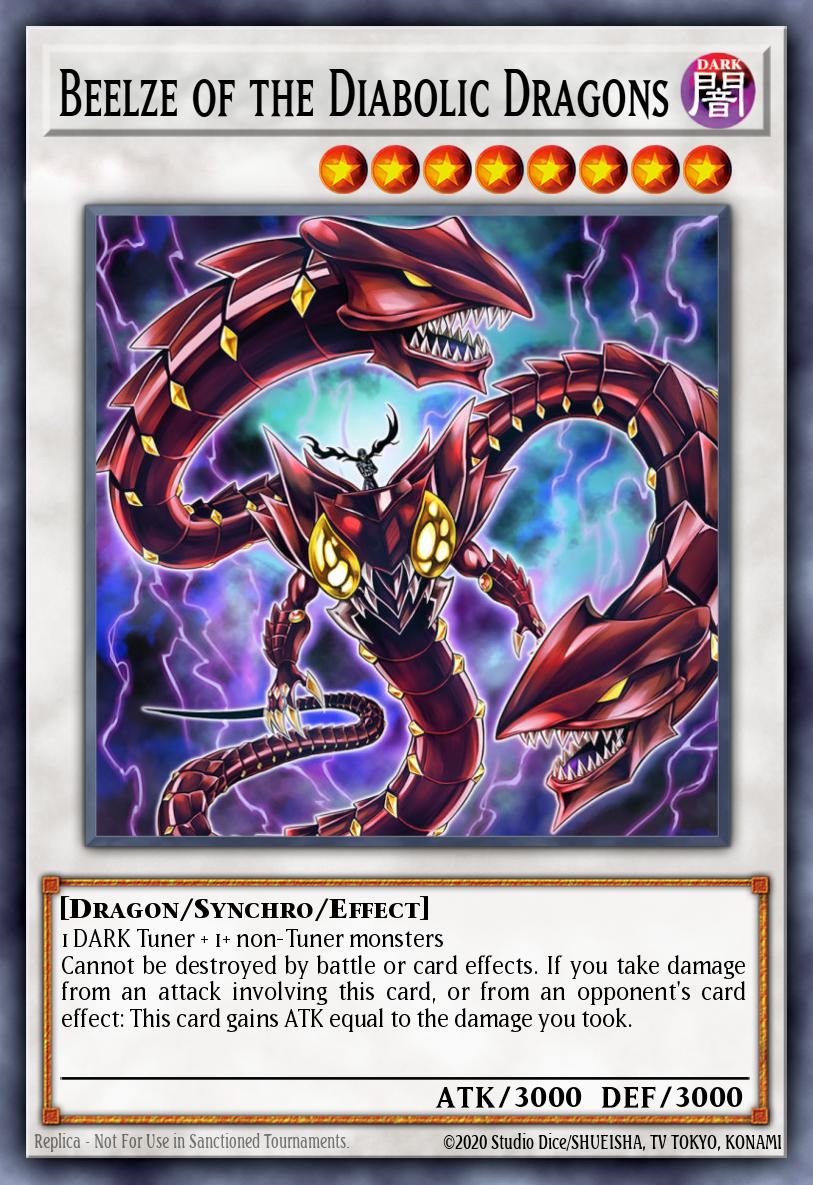 Beelze of the Diabolic Dragons
DARK
闇
[Dragon/Synchro/Effect]
1 DARK Tuner + 1+ non-Tuner monsters
Cannot be destroyed by battle or card effects. If you take damage
from an attack involving this card, or from an opponent's card
effect: This card gains ATK equal to the damage you took.
ATK/3000 DEF/3000
Replica - Not For Use in Sanctioned Tournaments.
©2020 Studio Dice/SHUEISHA, TV TOKYO, KONAMI